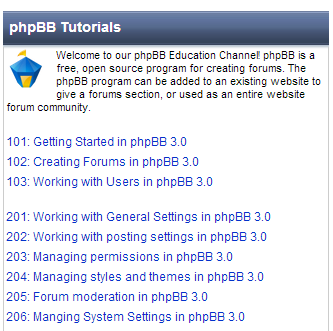 phpBB Tutorials
Welcome to our phpBB Education Channel! phpBB is a
free, open source program for creating forums. The
phpBB program can be added to an existing website to
give a forums section, or used as an entire website
forum community.
101: Getting Started in phpBB 3.0
102: Creating Forums in phpBB 3.0
103: Working with Users in phpBB 3.0
201: Working with General Settings in phpBB 3.0
202: Working with posting settings in phpBB 3.0
203: Managing permissions in phpBB 3.0
204: Managing styles and themes in phpBB 3.0
205: Forum moderation in phpBB 3.0
206: Manging System Settings in phpBB 3.0